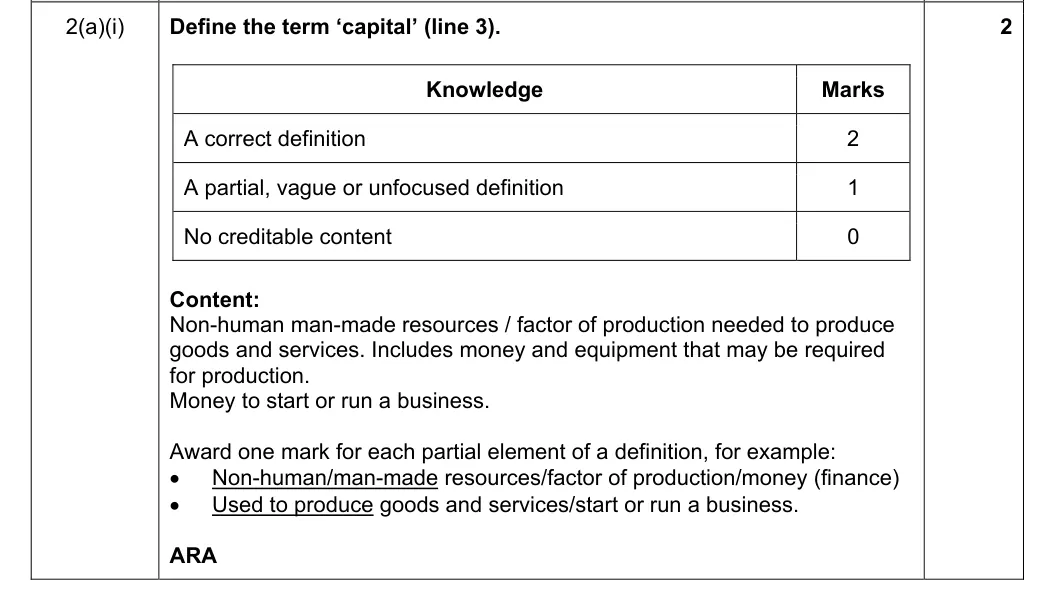 2(a)(i)
Define the term ‘capital’ (line 3).
2
Knowledge
Marks
A correct definition
2
A partial, vague or unfocused definition
1
No creditable content
0
Content:
Non-human man-made resources / factor of production needed to produce
goods and services. Includes money and equipment that may be required
for production.
Money to start or run a business.
Award one mark for each partial element of a definition, for example:
• Non-human/man-made resources/factor of production/money (finance)
• Used to produce goods and services/start or run a business.
ARA